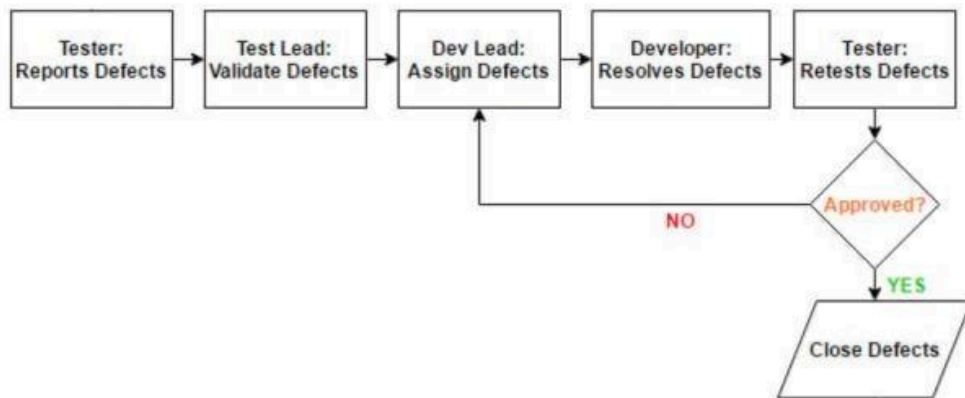 Tester:
Reports Defects
Test Lead:
Validate Defects
Dev Lead:
Assign Defects
Developer:
Resolves Defects
Tester:
Retests Defects
Approved?
NO
YES
Close Defects